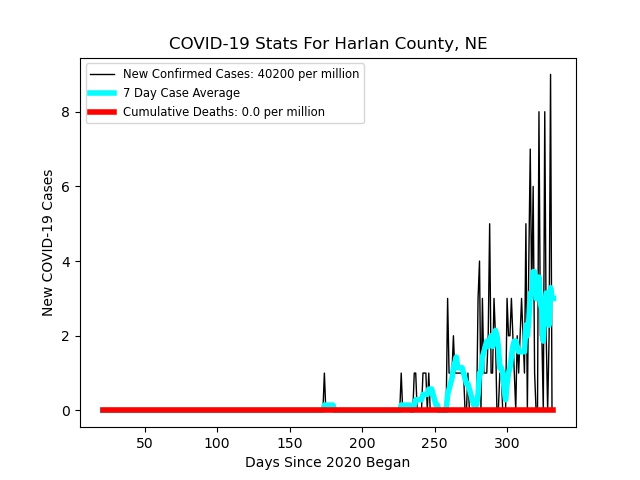 COVID-19 Stats For Harlan County, NE
New Confirmed Cases: 40200 per million
7 Day Case Average
Cumulative Deaths: 0.0 per million
New COVID-19 Cases
8
6
4
2
0
50 100 150 200 250 300
Days Since 2020 Began